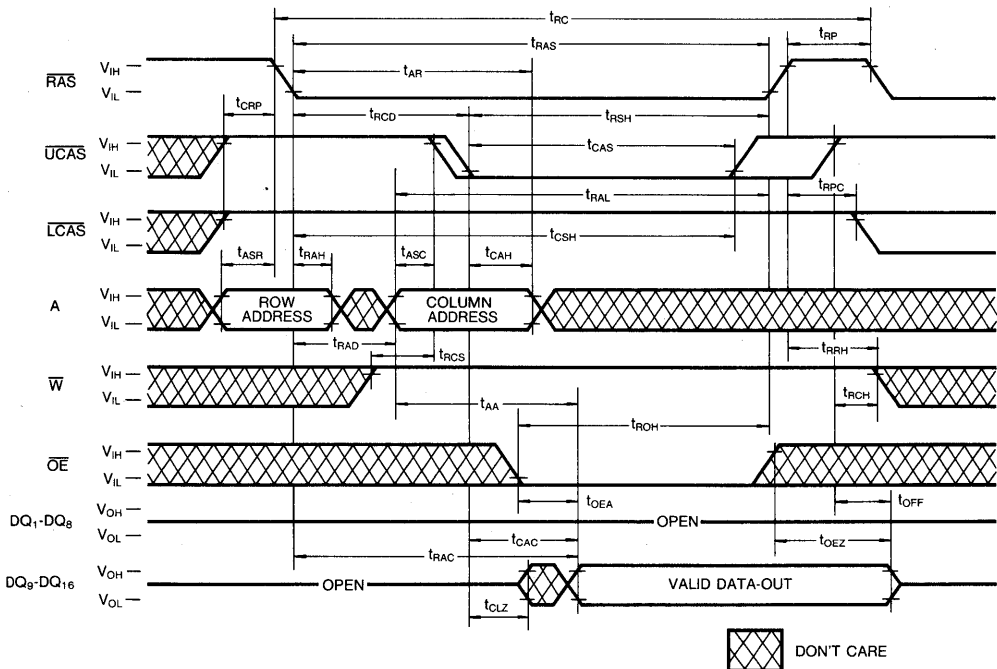 tRC
tRAS
tRP
tAR
RAS
VIH
VIL
tCRP
tRCD
tRSH
UCAS
VIH
VIL
tCAS
tRAL
tRPC
LCAS
VIH
VIL
tCSH
tASR
tRAH
tASC
tCAH
A
VIH
VIL
ROW
ADDRESS
COLUMN
ADDRESS
tRAD
tRCS
tRRH
W
VIH
VIL
tAA
tRCH
tROH
OE
VIH
VIL
tOEA
tOFF
DQ1-DQ8
VOH
VOL
OPEN
tCAC
tOEZ
tRAC
DQ9-DQ16
VOH
VOL
OPEN
VALID DATA-OUT
tCLZ
DON'T CARE